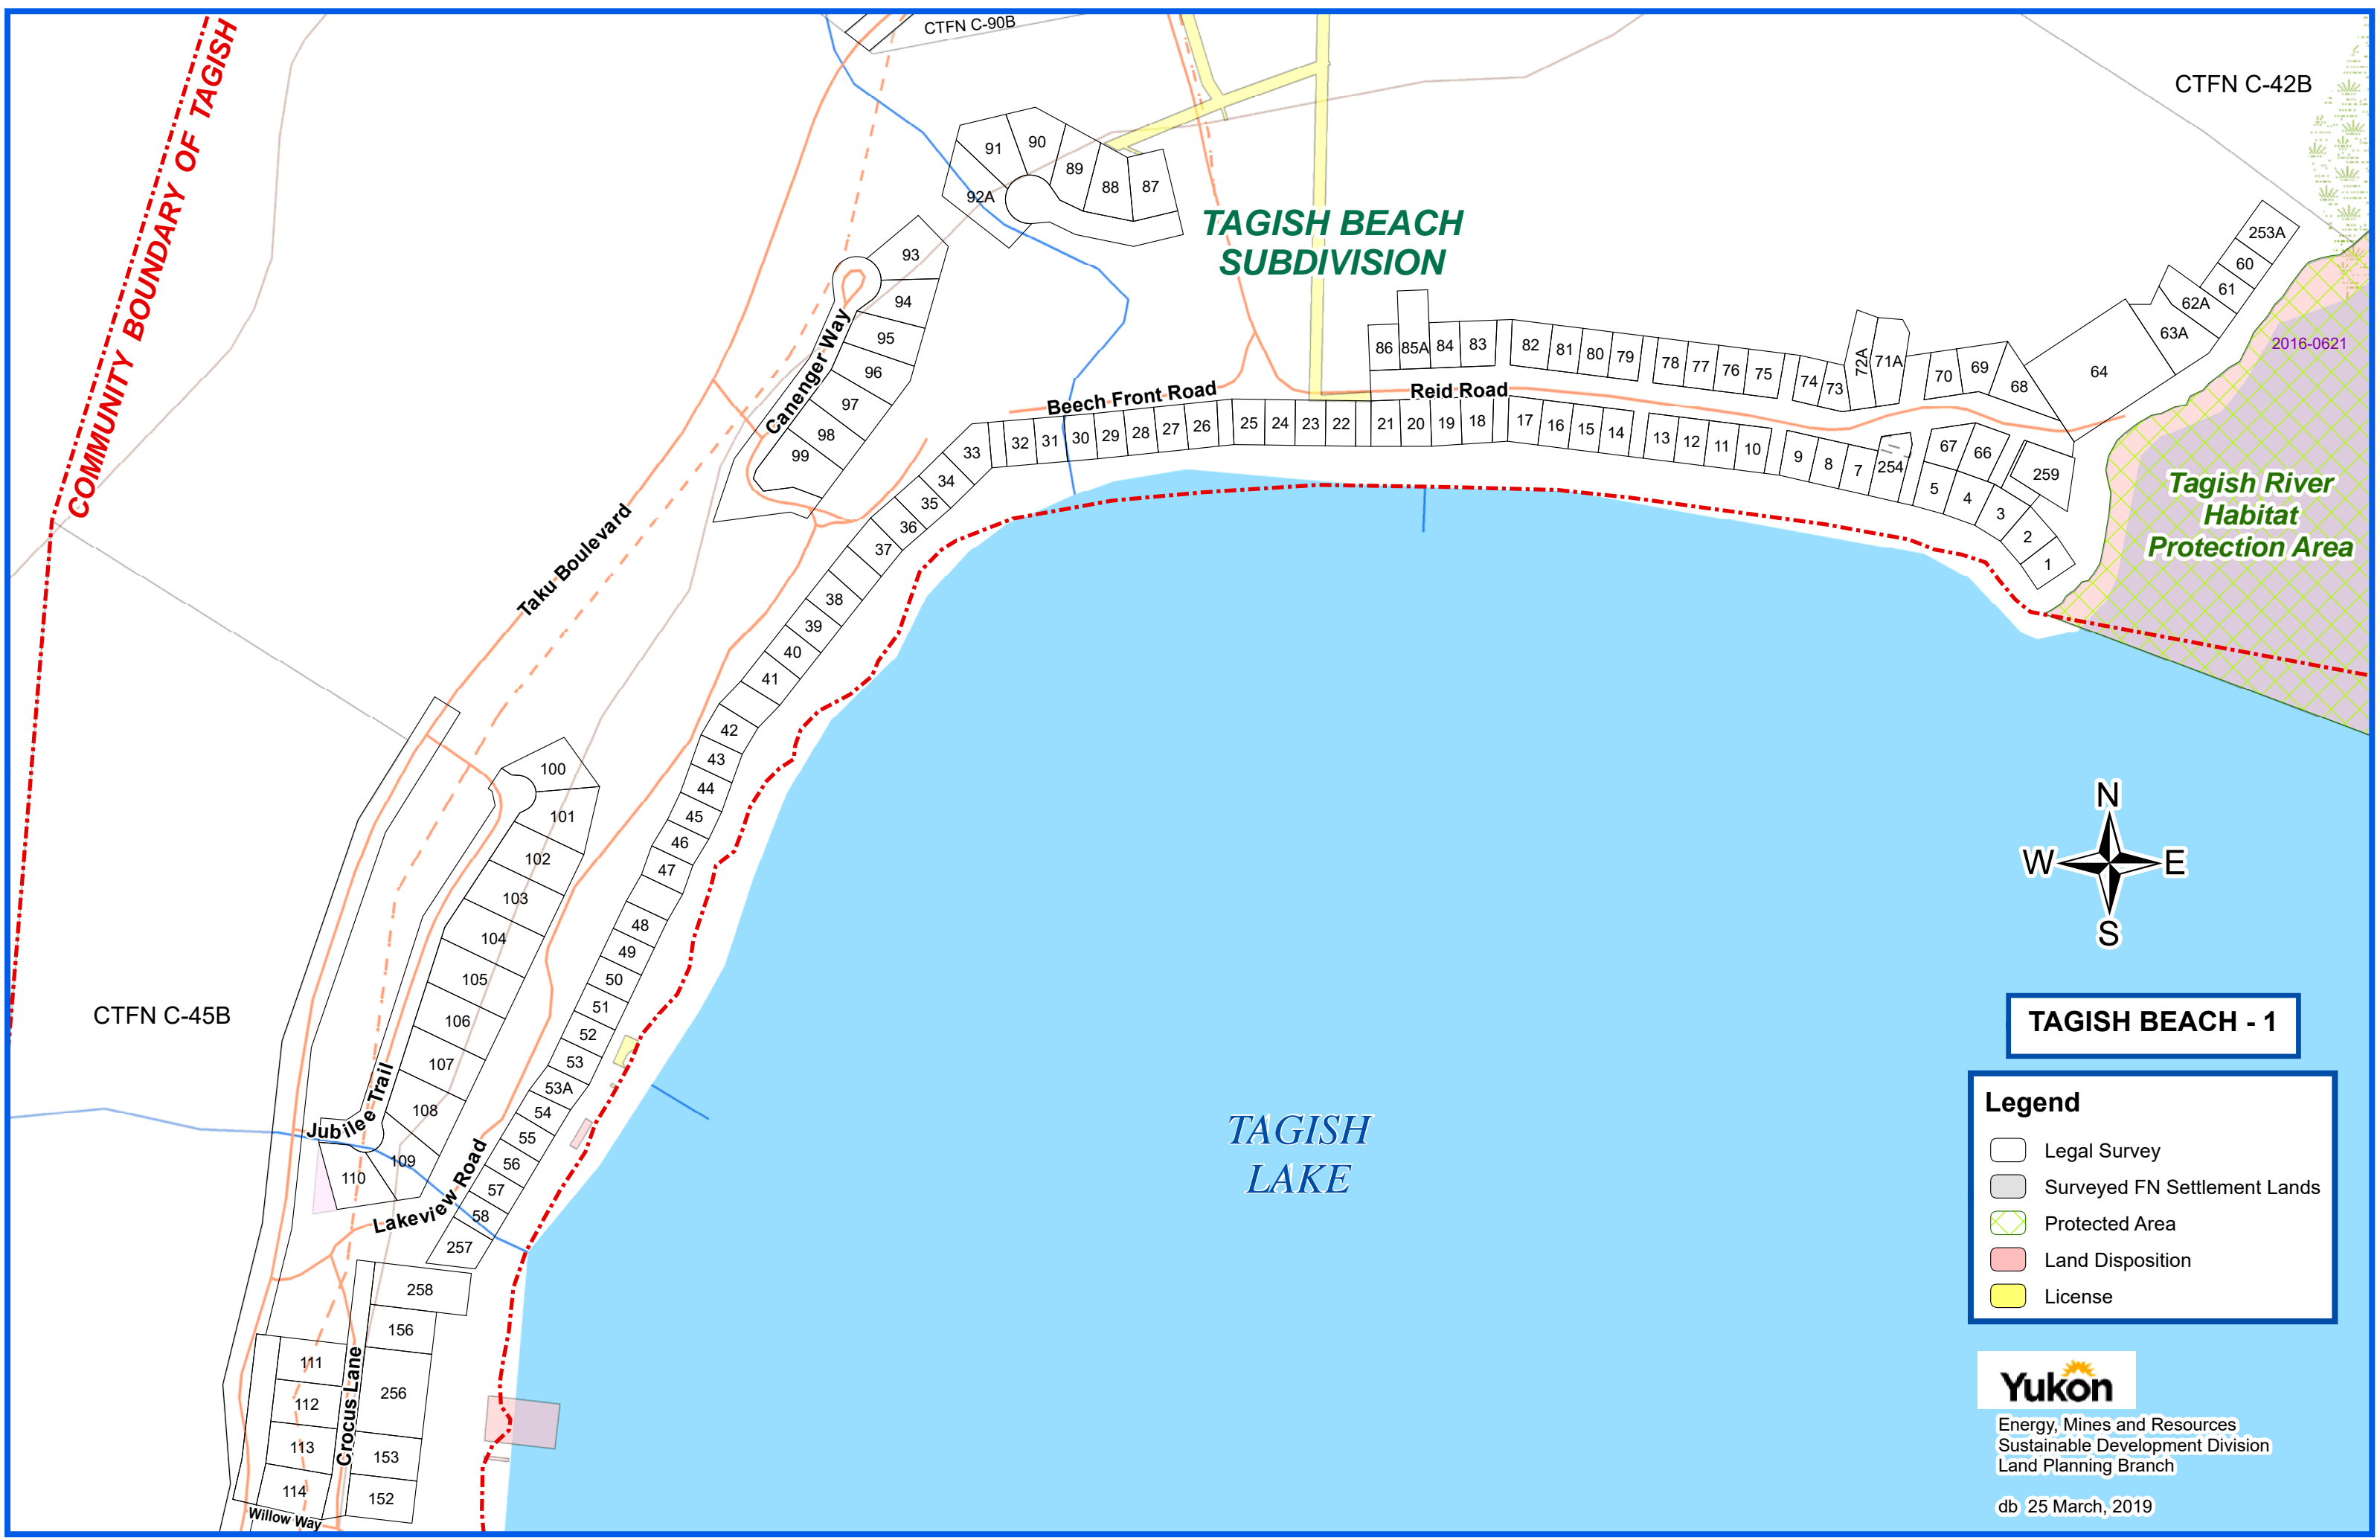 CTFN C-90B
CTFN C-42B
COMMUNITY BOUNDARY OF TAGISH
91
90
89
88
87
92A
TAGISH BEACH
SUBDIVISION
253A
60
61
62A
63A
64
2016-0621
93
94
95
96
97
98
99
Canenger Way
86
85A
84
83
82
81
80
79
78
77
76
75
74
73
72A
71A
70
69
68
Beech Front Road
Reid Road
33
32
31
30
29
28
27
26
25
24
23
22
21
20
19
18
17
16
15
14
13
12
11
10
9
8
7
254
67
66
259
5
4
3
2
1
Tagish River
Habitat
Protection Area
34
35
36
37
38
39
40
41
42
43
44
45
46
47
48
49
50
51
52
53
53A
54
55
56
57
58
257
Taku Boulevard
100
101
102
103
104
105
106
107
108
109
110
Jubilee Trail
Lakeview Road
CTFN C-45B
258
156
256
153
152
111
112
113
114
Crocus Lane
Willow Way
TAGISH
LAKE
N
W
E
S
TAGISH BEACH - 1
Legend
Legal Survey
Surveyed FN Settlement Lands
Protected Area
Land Disposition
License
Yukon
Energy, Mines and Resources
Sustainable Development Division
Land Planning Branch
db 25 March, 2019